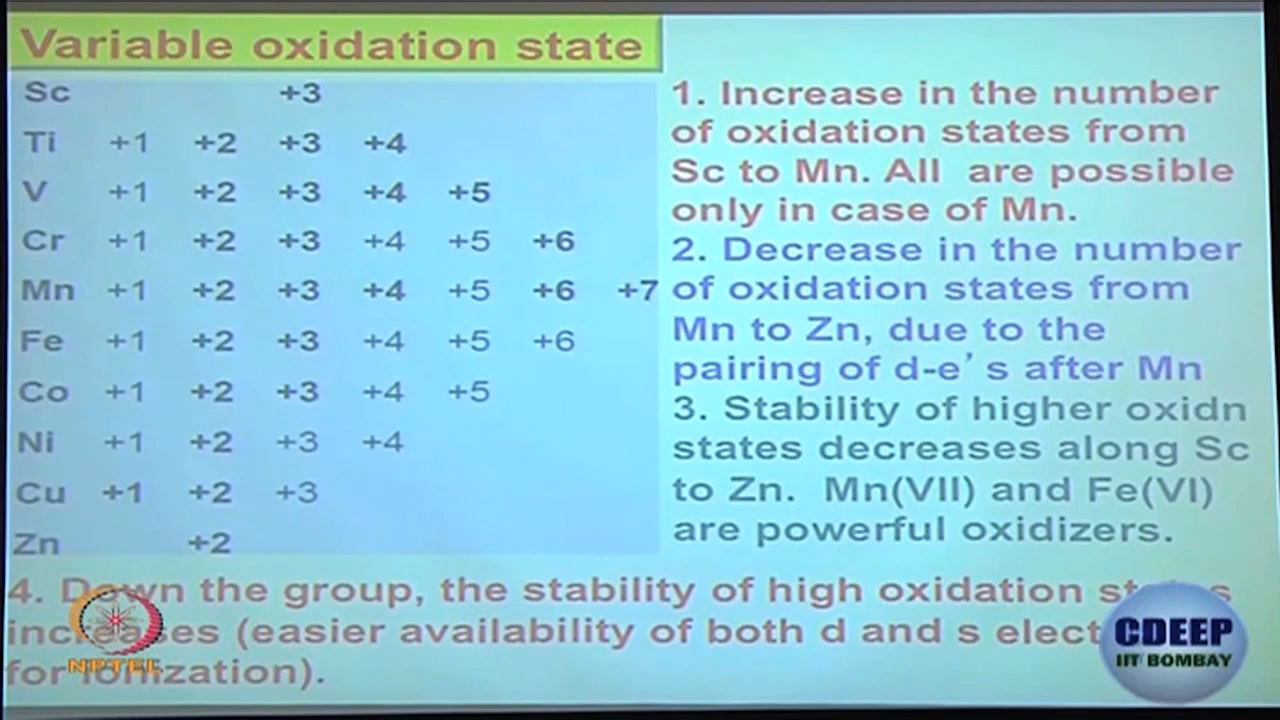 Variable oxidation state
Sc +3
Ti +1 +2 +3 +4
V +1 +2 +3 +4 +5
Cr +1 +2 +3 +4 +5 +6
Mn +1 +2 +3 +4 +5 +6 +7
Fe +1 +2 +3 +4 +5 +6
Co +1 +2 +3 +4 +5
Ni +1 +2 +3 +4
Cu +1 +2 +3
Zn +2
1. Increase in the number
of oxidation states from
Sc to Mn. All are possible
only in case of Mn.
2. Decrease in the number
of oxidation states from
Mn to Zn, due to the
pairing of d-e's after Mn
3. Stability of higher oxidn
states decreases along Sc
to Zn. Mn(VII) and Fe(VI)
are powerful oxidizers.
4. Down the group, the stability of high oxidation states
increases (easier availability of both d and s elect
for ionization).
NPTEL
CDEEP
IIT BOMBAY